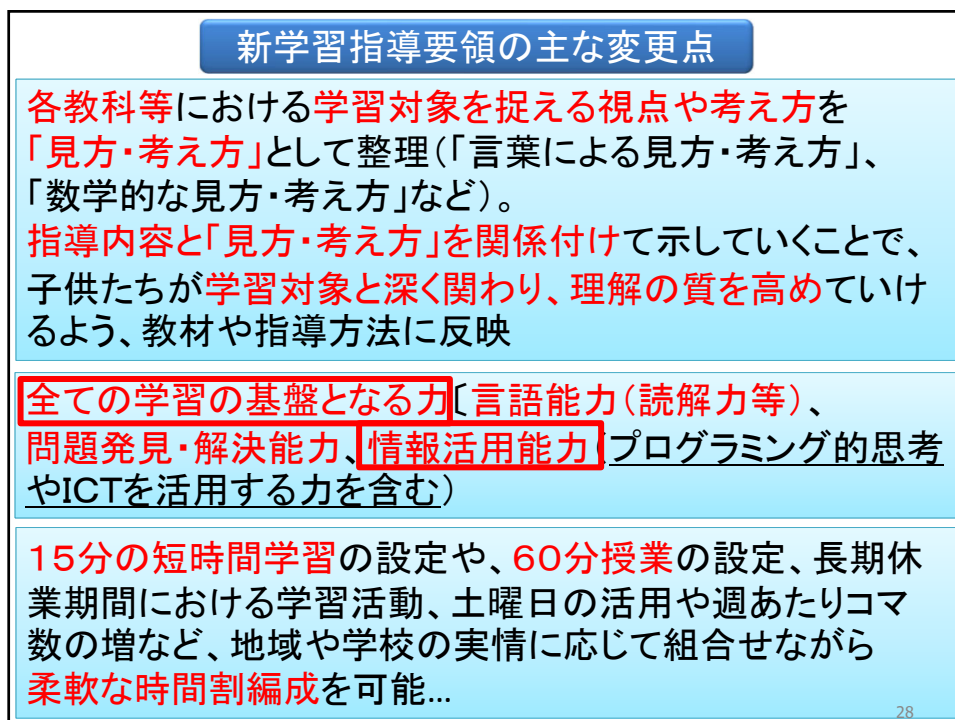 新学習指導要領の主な変更点
各教科等における学習対象を捉える視点や考え方を
「見方・考え方」として整理(「言葉による見方・考え方」、
「数学的な見方・考え方」など)。
指導内容と「見方・考え方」を関係付けて示していくことで、
子供たちが学習対象と深く関わり、理解の質を高めていけ
るよう、教材や指導方法に反映
全ての学習の基盤となる力〔言語能力(読解力等)、
問題発見・解決能力、情報活用能力(プログラミング的思考
やICTを活用する力を含む)
15分の短時間学習の設定や、60分授業の設定、長期休
業期間における学習活動、土曜日の活用や週あたりコマ
数の増など、地域や学校の実情に応じて組合せながら
柔軟な時間割編成を可能...
28